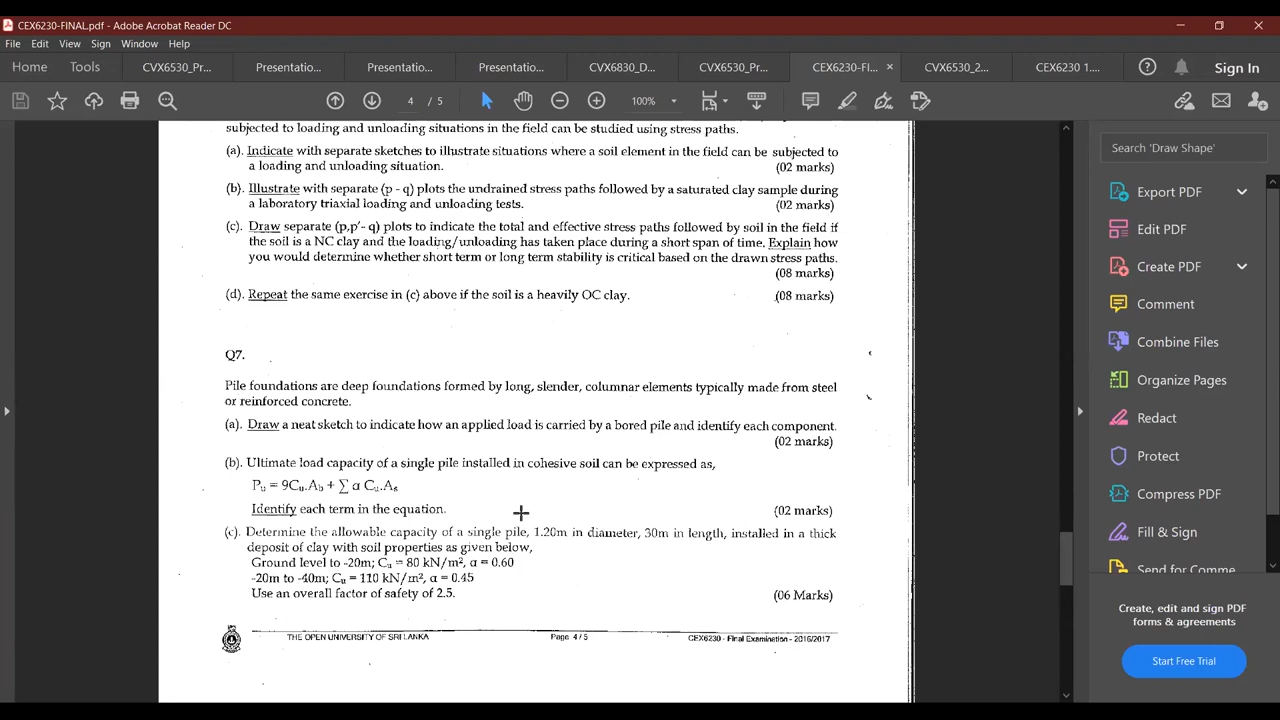 CEX6230-FINAL.pdf - Adobe Acrobat Reader DC
File Edit View Sign Window Help
Home Tools CVX6530_Pr... Presentatio... Presentatio... Presentatio... CVX6830_D... CVX6530_Pr... CEX6230-FI... × CVX6530_2... CEX6230 1.... Sign In
4 / 5 100%
subjected to loading and unloading situations in the field can be studied using stress paths.
(a). Indicate with separate sketches to illustrate situations where a soil element in the field can be subjected to
a loading and unloading situation. (02 marks)
(b). Illustrate with separate (p - q) plots the undrained stress paths followed by a saturated clay sample during
a laboratory triaxial loading and unloading tests. (02 marks)
(c). Draw separate (p,p'- q) plots to indicate the total and effective stress paths followed by soil in the field if
the soil is a NC clay and the loading/unloading has taken place during a short span of time. Explain how
you would determine whether short term or long term stability is critical based on the drawn stress paths.
(08 marks)
(d). Repeat the same exercise in (c) above if the soil is a heavily OC clay. (08 marks)
Q7.
Pile foundations are deep foundations formed by long, slender, columnar elements typically made from steel
or reinforced concrete.
(a). Draw a neat sketch to indicate how an applied load is carried by a bored pile and identify each component.
(02 marks)
(b). Ultimate load capacity of a single pile installed in cohesive soil can be expressed as,
Pu = 9Cu.Ab + ∑ α Cu.As
Identify each term in the equation. (02 marks)
(c). Determine the allowable capacity of a single pile, 1.20m in diameter, 30m in length, installed in a thick
deposit of clay with soil properties as given below,
Ground level to -20m; Cu = 80 kN/m², α = 0.60
-20m to -40m; Cu = 110 kN/m², α = 0.45
Use an overall factor of safety of 2.5. (06 Marks)
THE OPEN UNIVERSITY OF SRI LANKA Page 4/5 CEX6230 - Final Examination - 2016/2017
Search 'Draw Shape'
Export PDF
Edit PDF
Create PDF
Comment
Combine Files
Organize Pages
Redact
Protect
Compress PDF
Fill & Sign
Send for Comme
Create, edit and sign PDF
forms & agreements
Start Free Trial